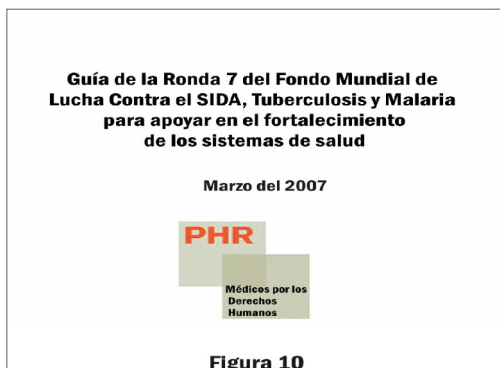 Guía de la Ronda 7 del Fondo Mundial de
Lucha Contra el SIDA, Tuberculosis y Malaria
para apoyar en el fortalecimiento
de los sistemas de salud
Marzo del 2007
PHR
Médicos por los
Derechos
Humanos
Figura 10